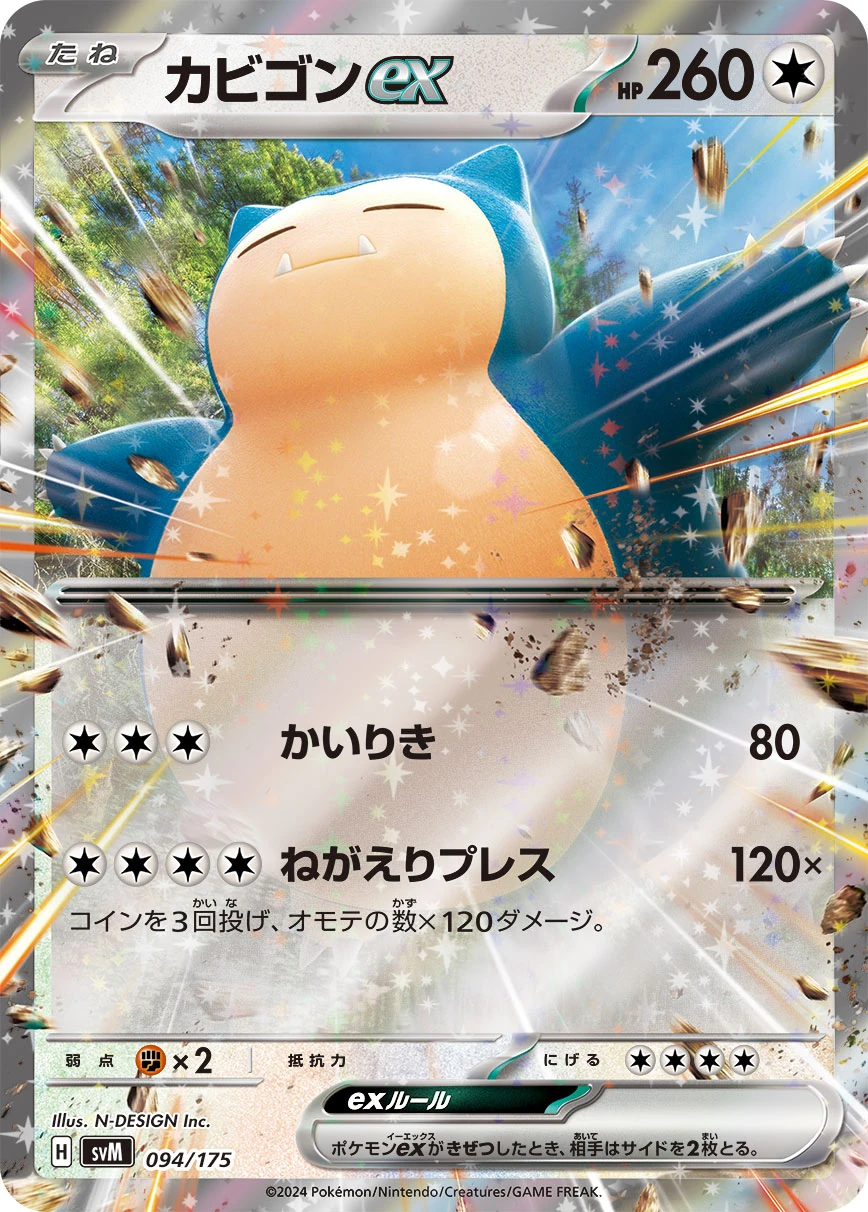 たね カビゴンex HP260
かいりき 80
ねがえりプレス 120×
コインを3回投げ、オモテの数×120ダメージ。
弱点 ×2 抵抗力 にげる
exルール
ポケモンexがきぜつしたとき、相手はサイドを2枚とる。
Illus. N-DESIGN Inc.
H svM 094/175
©2024 Pokémon/Nintendo/Creatures/GAME FREAK.